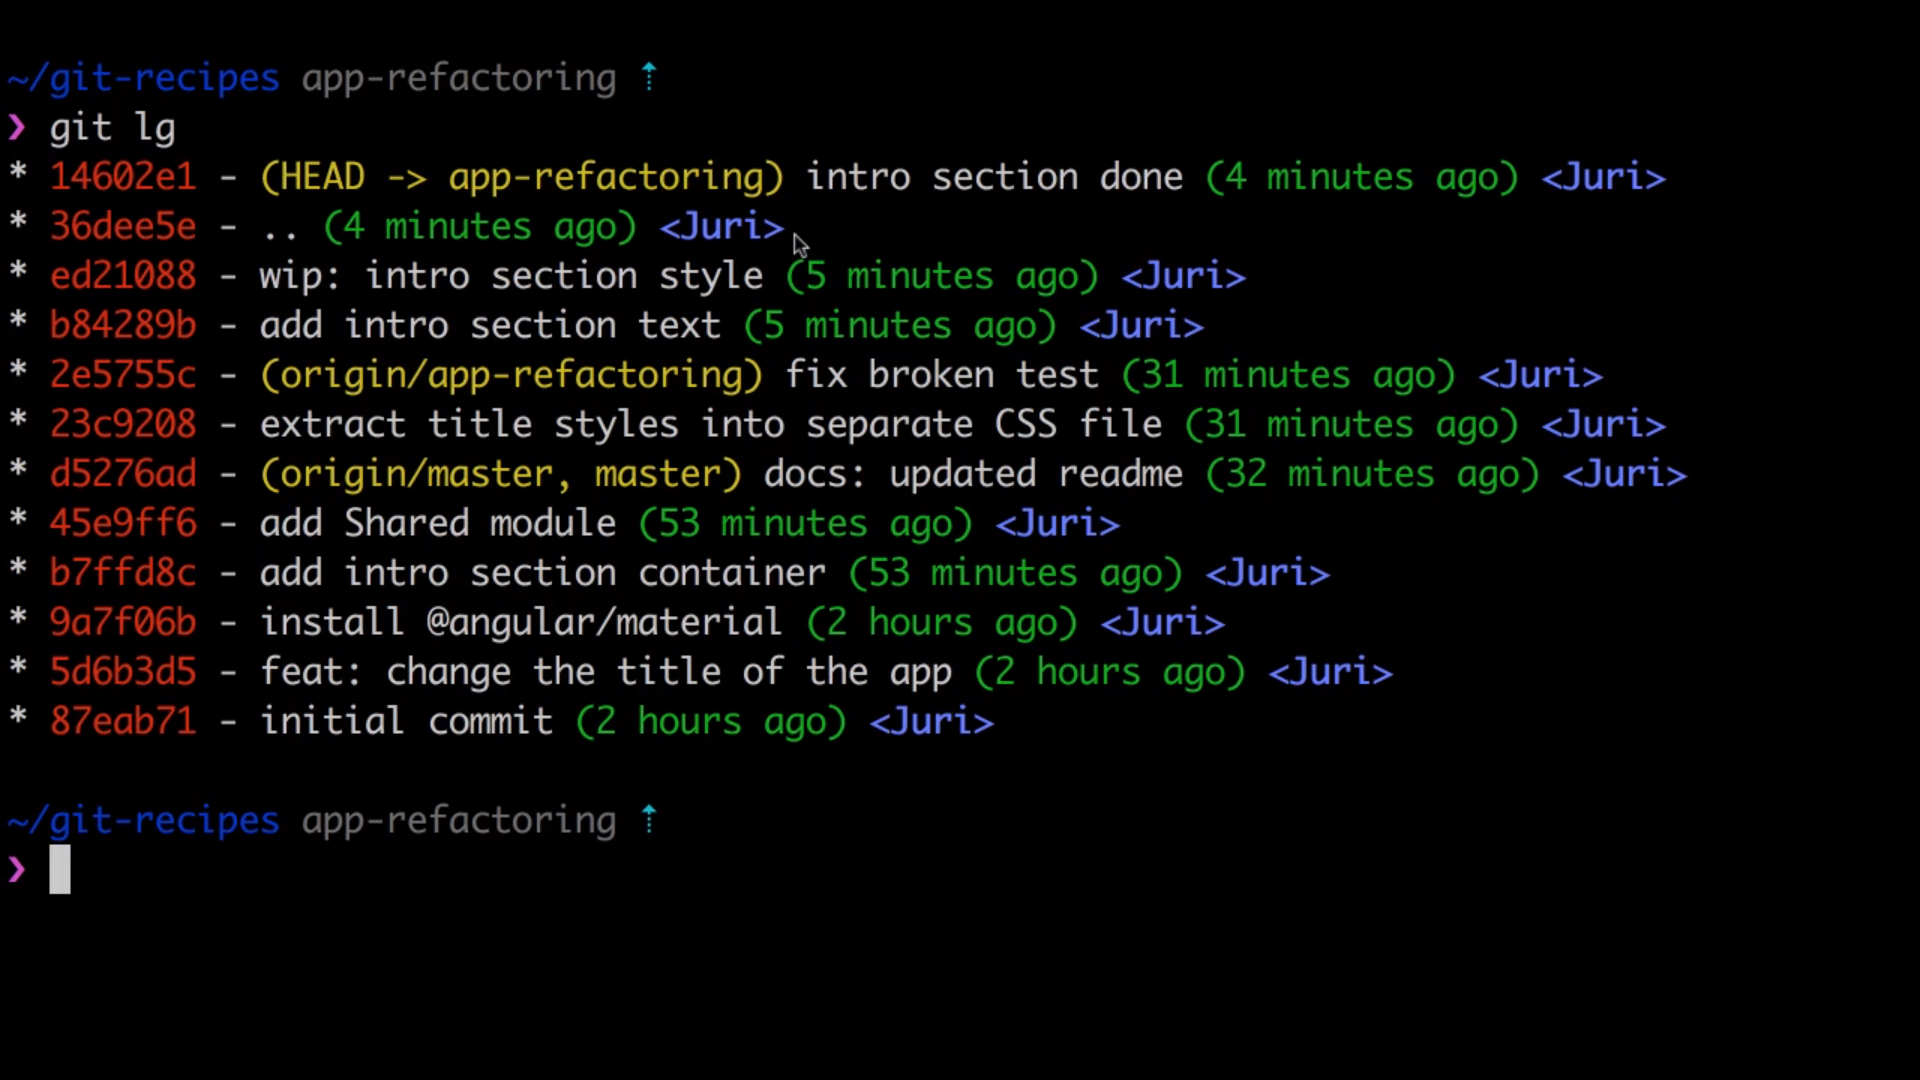 ~/git-recipes app-refactoring ⇡
❯ git lg
* 14602e1 - (HEAD -> app-refactoring) intro section done (4 minutes ago) <Juri>
* 36dee5e - .. (4 minutes ago) <Juri>
* ed21088 - wip: intro section style (5 minutes ago) <Juri>
* b84289b - add intro section text (5 minutes ago) <Juri>
* 2e5755c - (origin/app-refactoring) fix broken test (31 minutes ago) <Juri>
* 23c9208 - extract title styles into separate CSS file (31 minutes ago) <Juri>
* d5276ad - (origin/master, master) docs: updated readme (32 minutes ago) <Juri>
* 45e9ff6 - add Shared module (53 minutes ago) <Juri>
* b7ffd8c - add intro section container (53 minutes ago) <Juri>
* 9a7f06b - install @angular/material (2 hours ago) <Juri>
* 5d6b3d5 - feat: change the title of the app (2 hours ago) <Juri>
* 87eab71 - initial commit (2 hours ago) <Juri>
~/git-recipes app-refactoring ⇡
❯